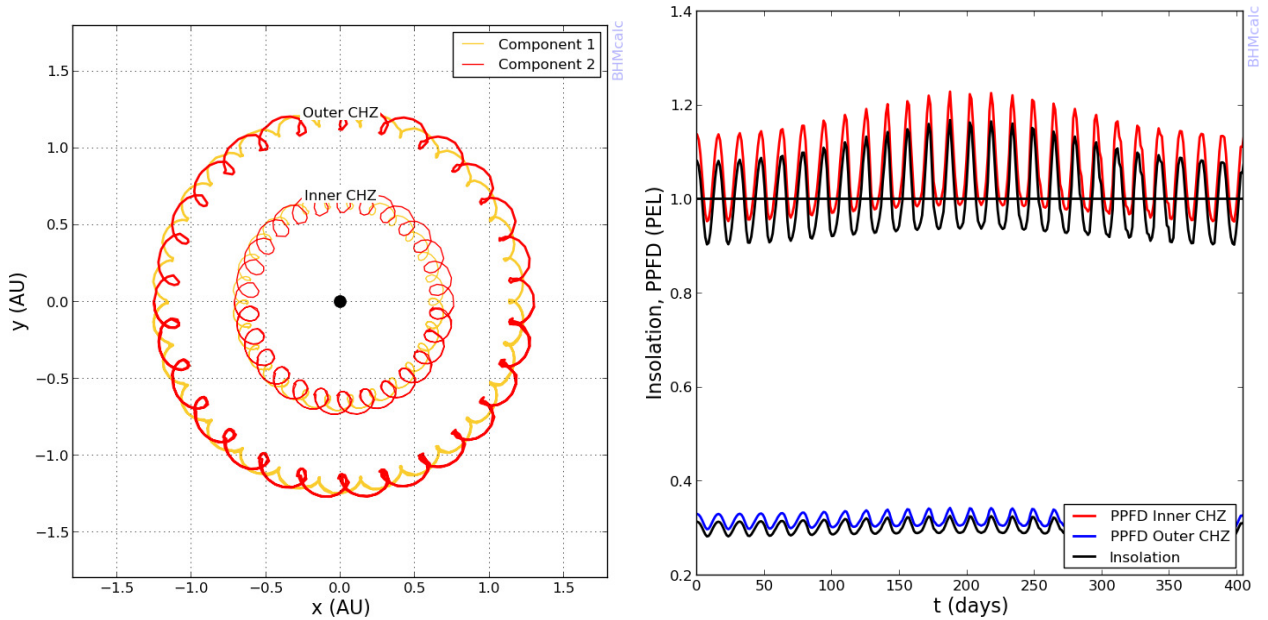 Component 1
Component 2
BHMcalc
Outer CHZ
Inner CHZ
1.5
1.0
0.5
0.0
−0.5
−1.0
−1.5
y (AU)
−1.5 −1.0 −0.5 0.0 0.5 1.0 1.5
x (AU)
BHMcalc
1.4
1.2
1.0
0.8
0.6
0.4
0.2
Insolation, PPFD (PEL)
PPFD Inner CHZ
PPFD Outer CHZ
Insolation
0 50 100 150 200 250 300 350 400
t (days)